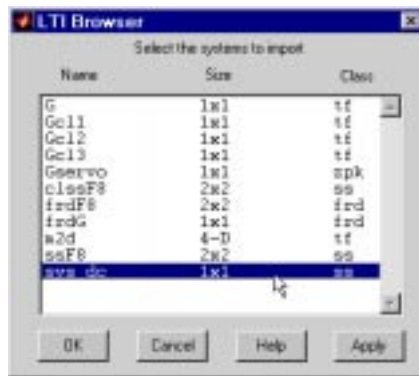 LTI Browser
Select the systems to import
Name Size Class
G 1x1 tf
Gcl1 1x1 tf
Gcl2 1x1 tf
Gcl3 1x1 tf
Gservo 1x1 zpk
clssF8 2x2 ss
frdF8 2x2 frd
frdG 1x1 frd
m2d 4-D tf
ssF8 2x2 ss
sys_dc 1x1 ss
OK Cancel Help Apply